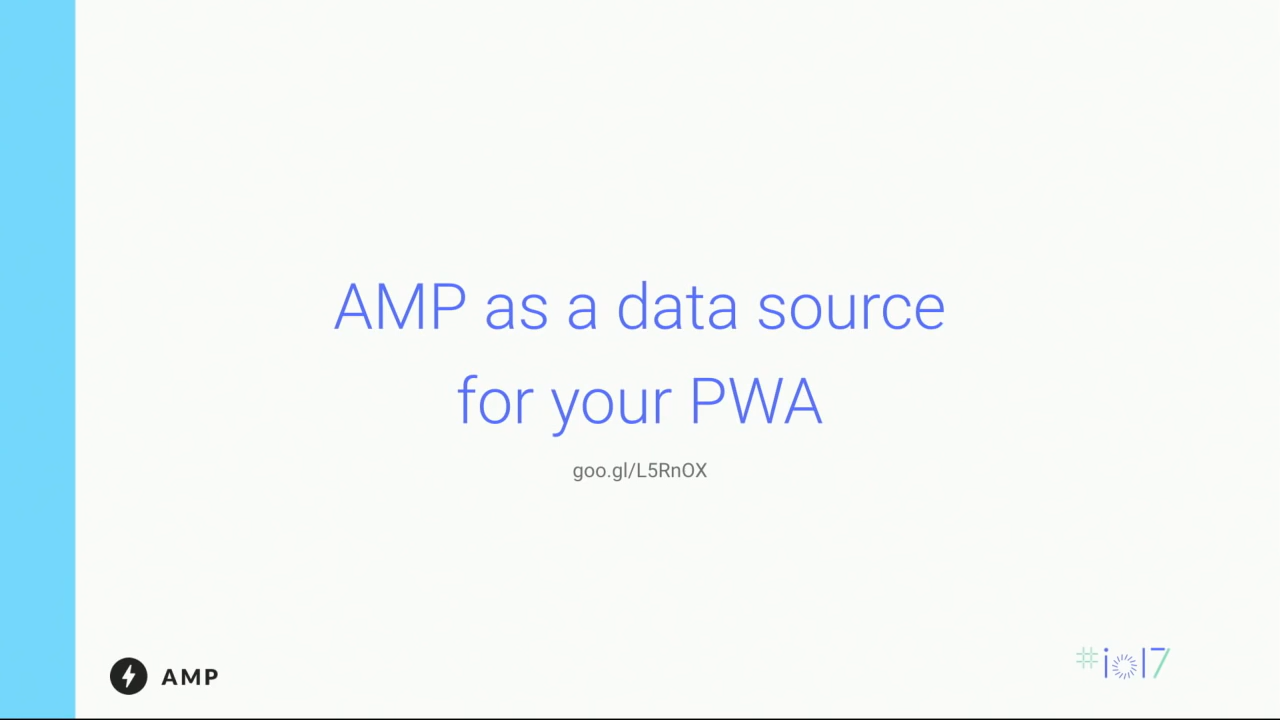 AMP as a data source
for your PWA
goo.gl/L5RnOX
AMP
#io17